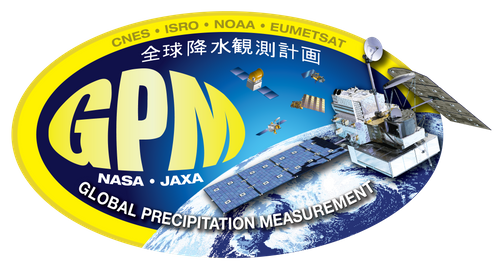 CNES • ISRO • NOAA • EUMETSAT
全球降水観測計画
GPM
NASA • JAXA
GLOBAL PRECIPITATION MEASUREMENT